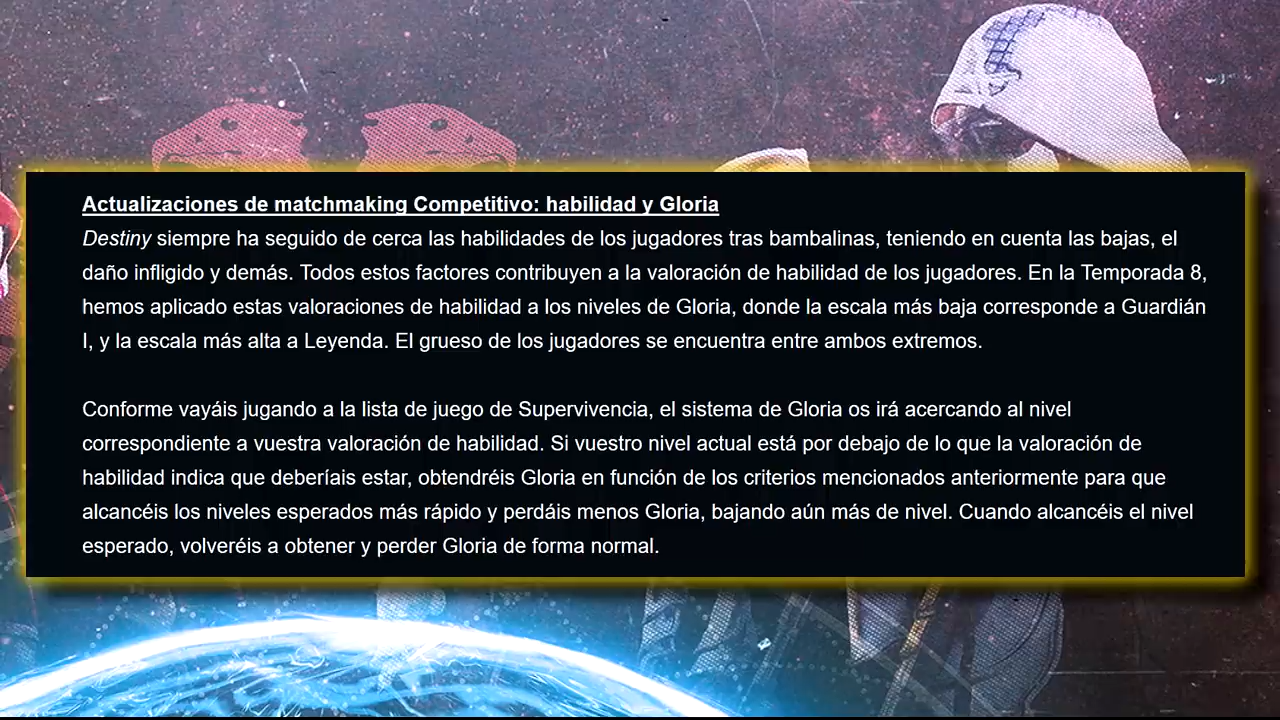 Actualizaciones de matchmaking Competitivo: habilidad y Gloria
Destiny siempre ha seguido de cerca las habilidades de los jugadores tras bambalinas, teniendo en cuenta las bajas, el
daño infligido y demás. Todos estos factores contribuyen a la valoración de habilidad de los jugadores. En la Temporada 8,
hemos aplicado estas valoraciones de habilidad a los niveles de Gloria, donde la escala más baja corresponde a Guardián
I, y la escala más alta a Leyenda. El grueso de los jugadores se encuentra entre ambos extremos.
Conforme vayáis jugando a la lista de juego de Supervivencia, el sistema de Gloria os irá acercando al nivel
correspondiente a vuestra valoración de habilidad. Si vuestro nivel actual está por debajo de lo que la valoración de
habilidad indica que deberíais estar, obtendréis Gloria en función de los criterios mencionados anteriormente para que
alcancéis los niveles esperados más rápido y perdáis menos Gloria, bajando aún más de nivel. Cuando alcancéis el nivel
esperado, volveréis a obtener y perder Gloria de forma normal.